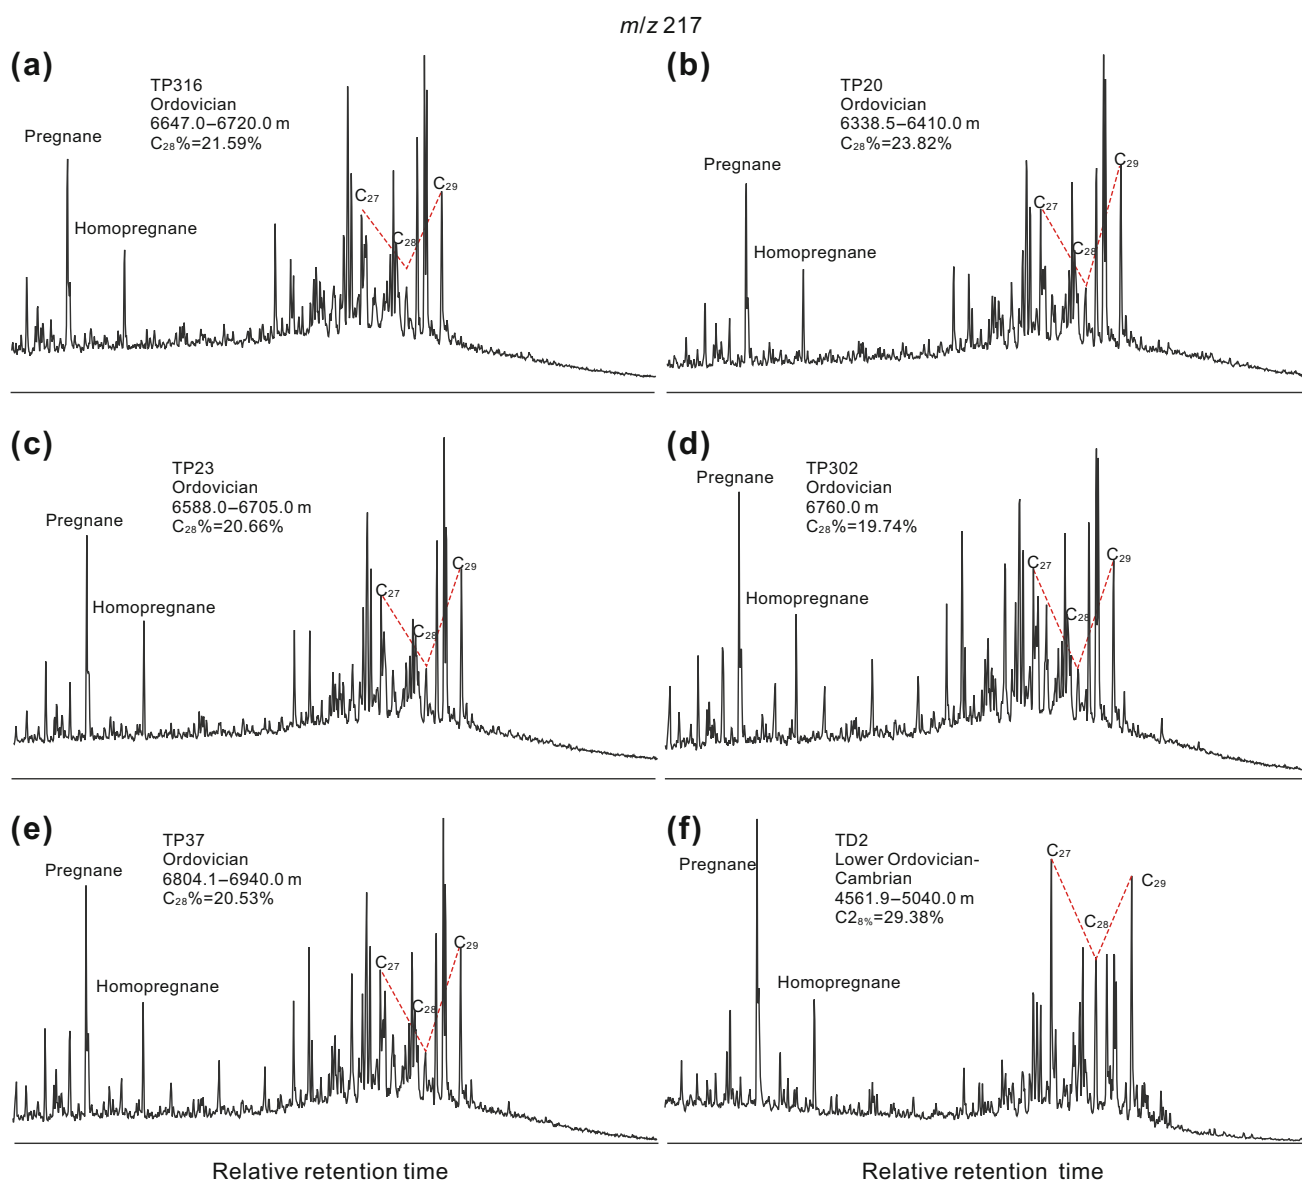 m/z 217
(a)
TP316
Ordovician
6647.0–6720.0 m
C₂₈%=21.59%
Pregnane
Homopregnane
C₂₇
C₂₈
C₂₉
(b)
TP20
Ordovician
6338.5–6410.0 m
C₂₈%=23.82%
Pregnane
Homopregnane
C₂₇
C₂₈
C₂₉
(c)
TP23
Ordovician
6588.0–6705.0 m
C₂₈%=20.66%
Pregnane
Homopregnane
C₂₇
C₂₈
C₂₉
(d)
TP302
Ordovician
6760.0 m
C₂₈%=19.74%
Pregnane
Homopregnane
C₂₇
C₂₈
C₂₉
(e)
TP37
Ordovician
6804.1–6940.0 m
C₂₈%=20.53%
Pregnane
Homopregnane
C₂₇
C₂₈
C₂₉
(f)
TD2
Lower Ordovician-
Cambrian
4561.9–5040.0 m
C2₈%=29.38%
Pregnane
Homopregnane
C₂₇
C₂₈
C₂₉
Relative retention time
Relative retention time